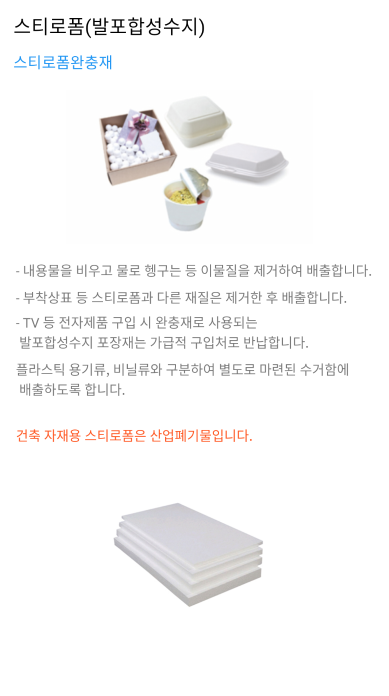 스티로폼(발포합성수지)
스티로폼완충재
- 내용물을 비우고 물로 헹구는 등 이물질을 제거하여 배출합니다.
- 부착상표 등 스티로폼과 다른 재질은 제거한 후 배출합니다.
- TV 등 전자제품 구입 시 완충재로 사용되는
발포합성수지 포장재는 가급적 구입처로 반납합니다.
플라스틱 용기류, 비닐류와 구분하여 별도로 마련된 수거함에
배출하도록 합니다.
건축 자재용 스티로폼은 산업폐기물입니다.